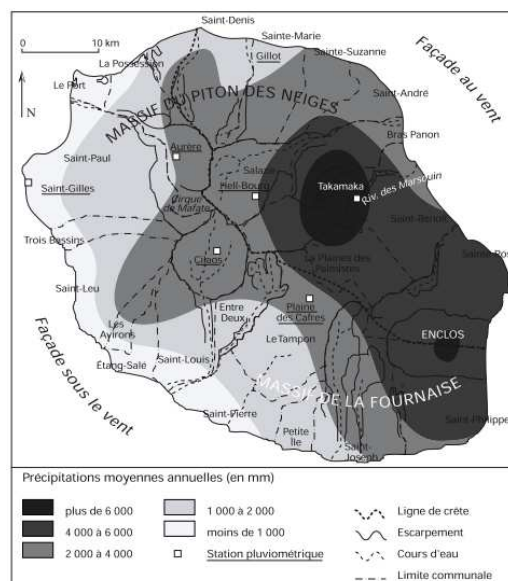 Saint-Denis
0 10 km
Sainte-Marie
Gillot
Sainte-Suzanne
Façade au vent
La Possession
Le Port
N
MASSIF DU PITON DES NEIGES
Saint-André
Bras Panon
Aurère
Saint-Paul
Salazie
Hell-Bourg
Takamaka
Riv. des Marsouin
Saint-Gilles
Cirque de Mafate
Saint-Benoît
Trois Bassins
Cilaos
La Plaines des Palmistes
Sainte Ros
Saint-Leu
Plaine des Cafres
Entre Deux
ENCLOS
Façade sous le vent
Les Avirons
Le Tampon
Étang-Salé
Saint-Louis
MASSIF DE LA FOURNAISE
Saint-Pierre
Saint-Philippe
Petite Île
Saint-Joseph
Précipitations moyennes annuelles (en mm)
plus de 6 000
1 000 à 2 000
Ligne de crête
4 000 à 6 000
moins de 1 000
Escarpement
2 000 à 4 000
Station pluviométrique
Cours d'eau
Limite communale